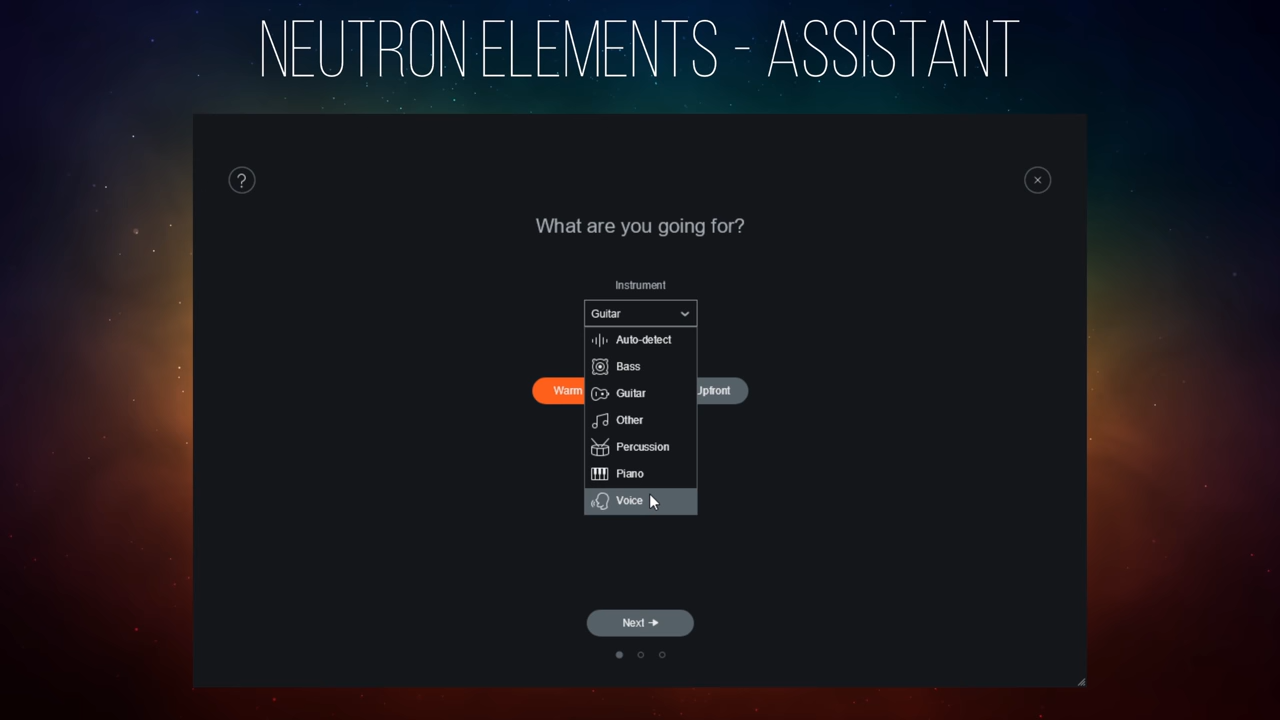 NEUTRON ELEMENTS - ASSISTANT
?
What are you going for?
Instrument
Guitar
Auto-detect
Bass
Guitar
Warm
Upfront
Other
Percussion
Piano
Voice
Next →